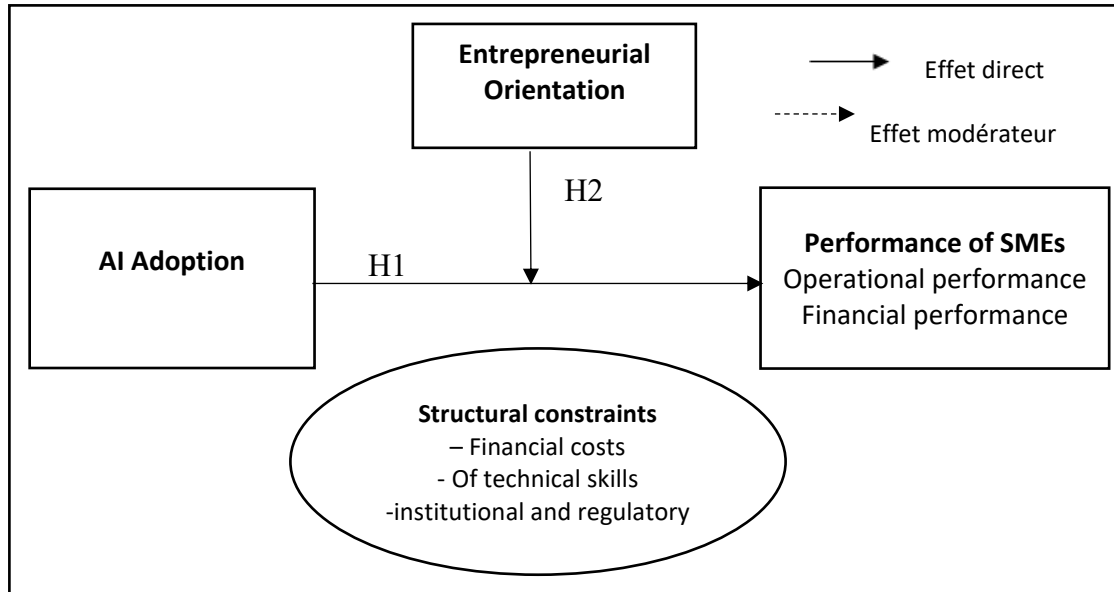 Entrepreneurial
Orientation
Effet direct
Effet modérateur
H2
AI Adoption
H1
Performance of SMEs
Operational performance
Financial performance
Structural constraints
– Financial costs
- Of technical skills
-institutional and regulatory